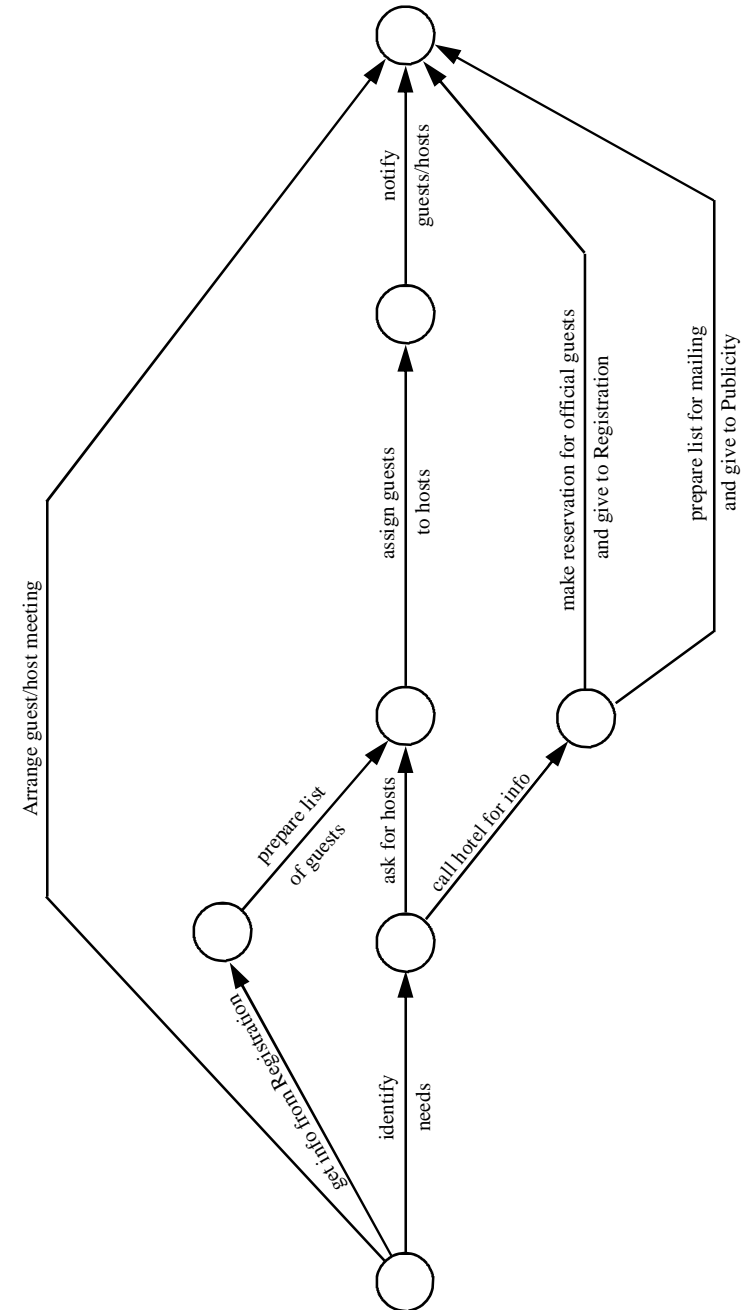 Arrange guest/host meeting
get info from Registration
prepare list
of guests
identify
needs
ask for hosts
call hotel for info
assign guests
to hosts
notify
guests/hosts
make reservation for official guests
and give to Registration
prepare list for mailing
and give to Publicity